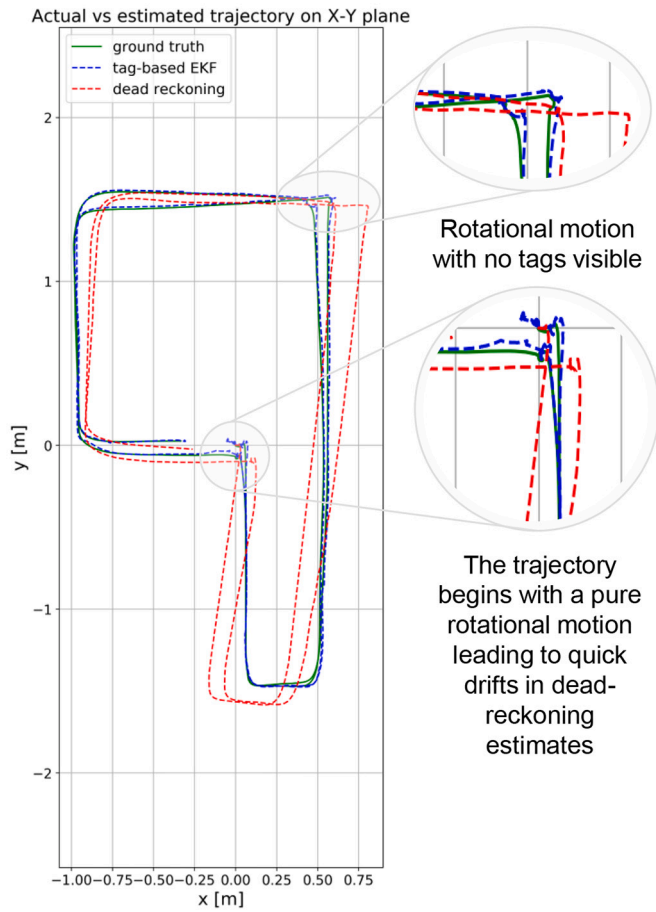 Actual vs estimated trajectory on X-Y plane
ground truth
tag-based EKF
dead reckoning
2
1
0
−1
−2
y [m]
−1.00
−0.75
−0.50
−0.25
0.00
0.25
0.50
0.75
x [m]
Rotational motion
with no tags visible
The trajectory
begins with a pure
rotational motion
leading to quick
drifts in dead-
reckoning
estimates